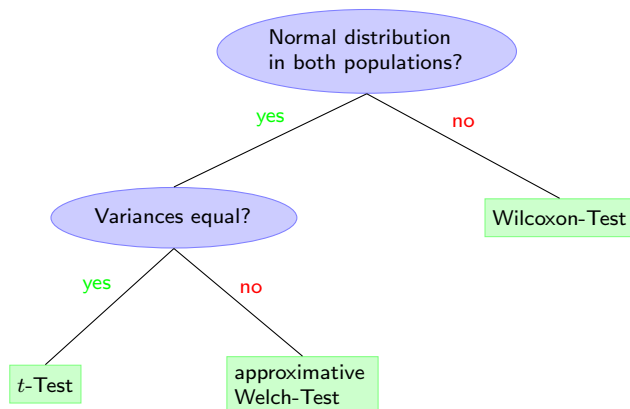 Normal distribution
in both populations?
yes
no
Variances equal?
Wilcoxon-Test
yes
no
t-Test
approximative
Welch-Test